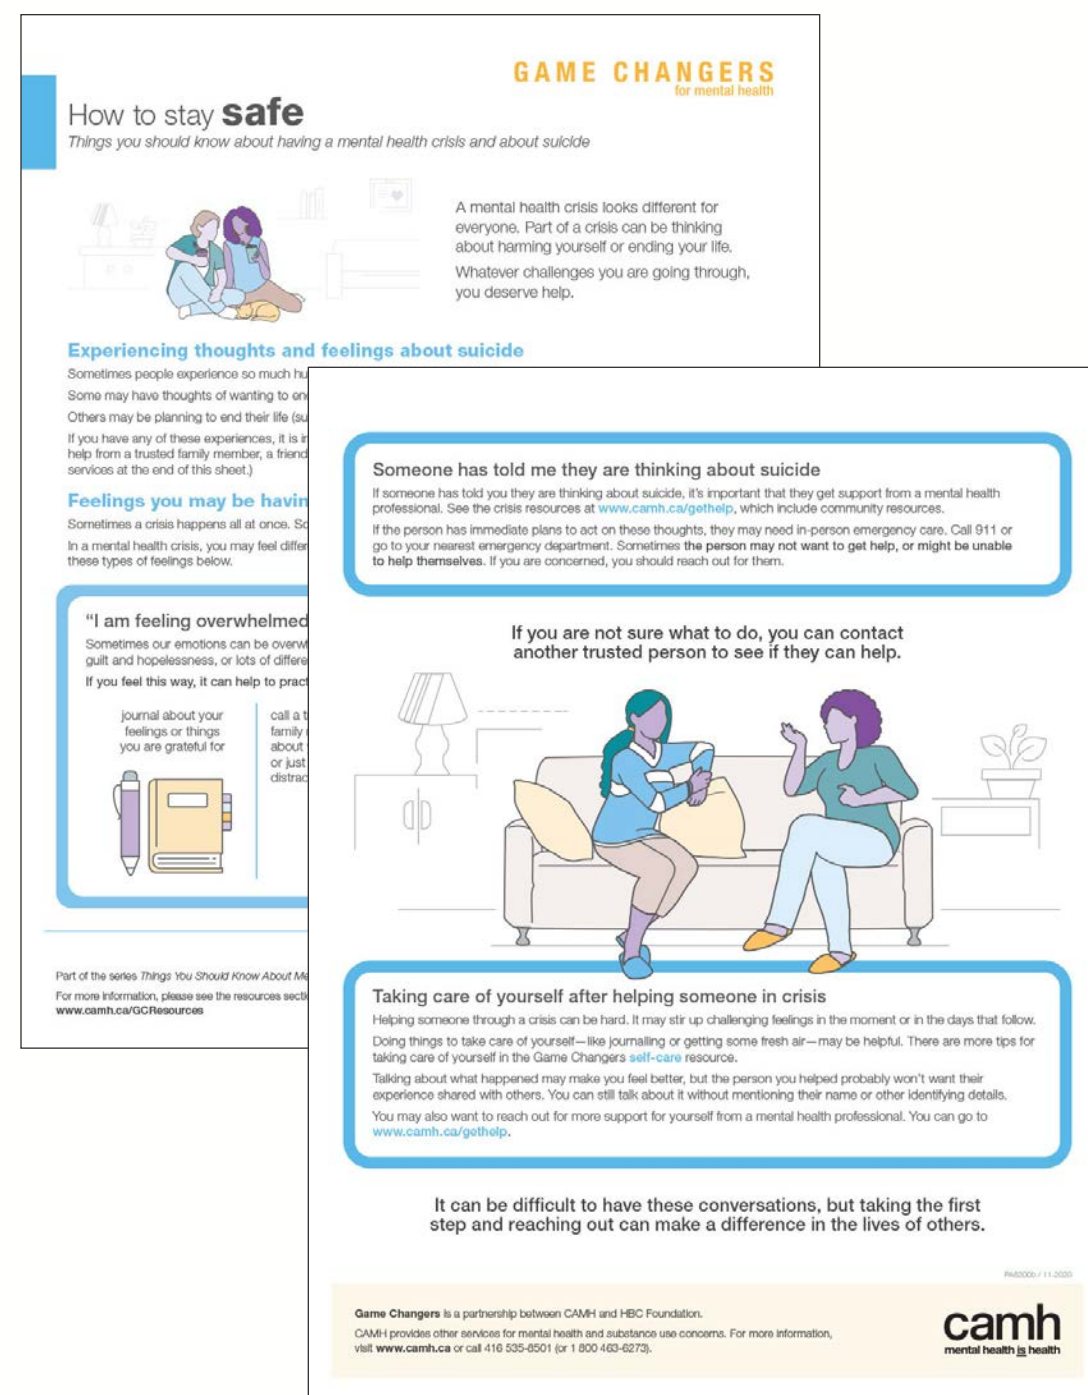 GAME CHANGERS
for mental health
How to stay safe
Things you should know about having a mental health crisis and about suicide
A mental health crisis looks different for
everyone. Part of a crisis can be thinking
about harming yourself or ending your life.
Whatever challenges you are going through,
you deserve help.
Experiencing thoughts and feelings about suicide
Sometimes people experience so much
Some may have thoughts of wanting to
Others may be planning to end their life
If you have any of these experiences, it is
help from a trusted family member, a friend
services at the end of this sheet.)
Feelings you may be
Sometimes a crisis happens all at once.
In a mental health crisis, you may feel
these types of feelings below.
“I am feeling overwhelmed
Sometimes our emotions can be
guilt and hopelessness, or lots of
If you feel this way, it can help to
journal about your
feelings or things
you are grateful for
call a
family
about
or just
Part of the series Things You Should Know About
For more information, please see the resources
www.camh.ca/GCResources
Someone has told me they are thinking about suicide
If someone has told you they are thinking about suicide, it’s important that they get support from a mental health
professional. See the crisis resources at www.camh.ca/gethelp, which include community resources.
If the person has immediate plans to act on these thoughts, they may need in-person emergency care. Call 911 or
go to your nearest emergency department. Sometimes the person may not want to get help, or might be unable
to help themselves. If you are concerned, you should reach out for them.
If you are not sure what to do, you can contact
another trusted person to see if they can help.
Taking care of yourself after helping someone in crisis
Helping someone through a crisis can be hard. It may stir up challenging feelings in the moment or in the days that follow.
Doing things to take care of yourself—like journalling or getting some fresh air—may be helpful. There are more tips for
taking care of yourself in the Game Changers self-care resource.
Talking about what happened may make you feel better, but the person you helped probably won’t want their
experience shared with others. You can still talk about it without mentioning their name or other identifying details.
You may also want to reach out for more support for yourself from a mental health professional. You can go to
www.camh.ca/gethelp.
It can be difficult to have these conversations, but taking the first
step and reaching out can make a difference in the lives of others.
/ 11-2020
Game Changers is a partnership between CAMH and HBC Foundation.
CAMH provides other services for mental health and substance use concerns. For more information,
visit www.camh.ca or call 416 535-8501 (or 1 800 463-6273).
camh
mental health is health